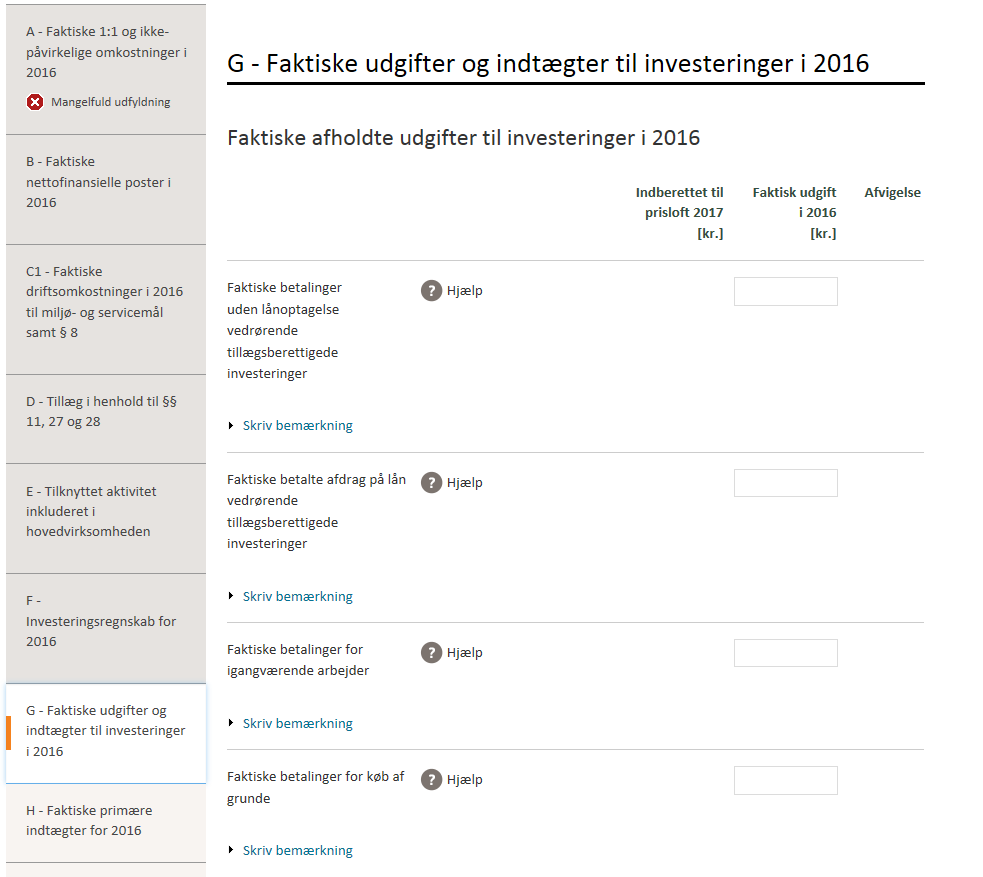 A - Faktiske 1:1 og ikke-
påvirkelige omkostninger i
2016
Mangelfuld udfyldning
B - Faktiske
nettofinansielle poster i
2016
C1 - Faktiske
driftsomkostninger i 2016
til miljø- og servicemål
samt § 8
D - Tillæg i henhold til §§
11, 27 og 28
E - Tilknyttet aktivitet
inkluderet i
hovedvirksomheden
F -
Investeringsregnskab for
2016
G - Faktiske udgifter og
indtægter til investeringer
i 2016
H - Faktiske primære
indtægter for 2016
G - Faktiske udgifter og indtægter til investeringer i 2016
Faktiske afholdte udgifter til investeringer i 2016
Indberettet til
prisloft 2017
[kr.]
Faktisk udgift
i 2016
[kr.]
Afvigelse
Faktiske betalinger
uden lånoptagelse
vedrørende
tillægsberettigede
investeringer
? Hjælp
Skriv bemærkning
Faktiske betalte afdrag på lån
vedrørende
tillægsberettigede
investeringer
? Hjælp
Skriv bemærkning
Faktiske betalinger for
igangværende arbejder
? Hjælp
Skriv bemærkning
Faktiske betalinger for køb af
grunde
? Hjælp
Skriv bemærkning